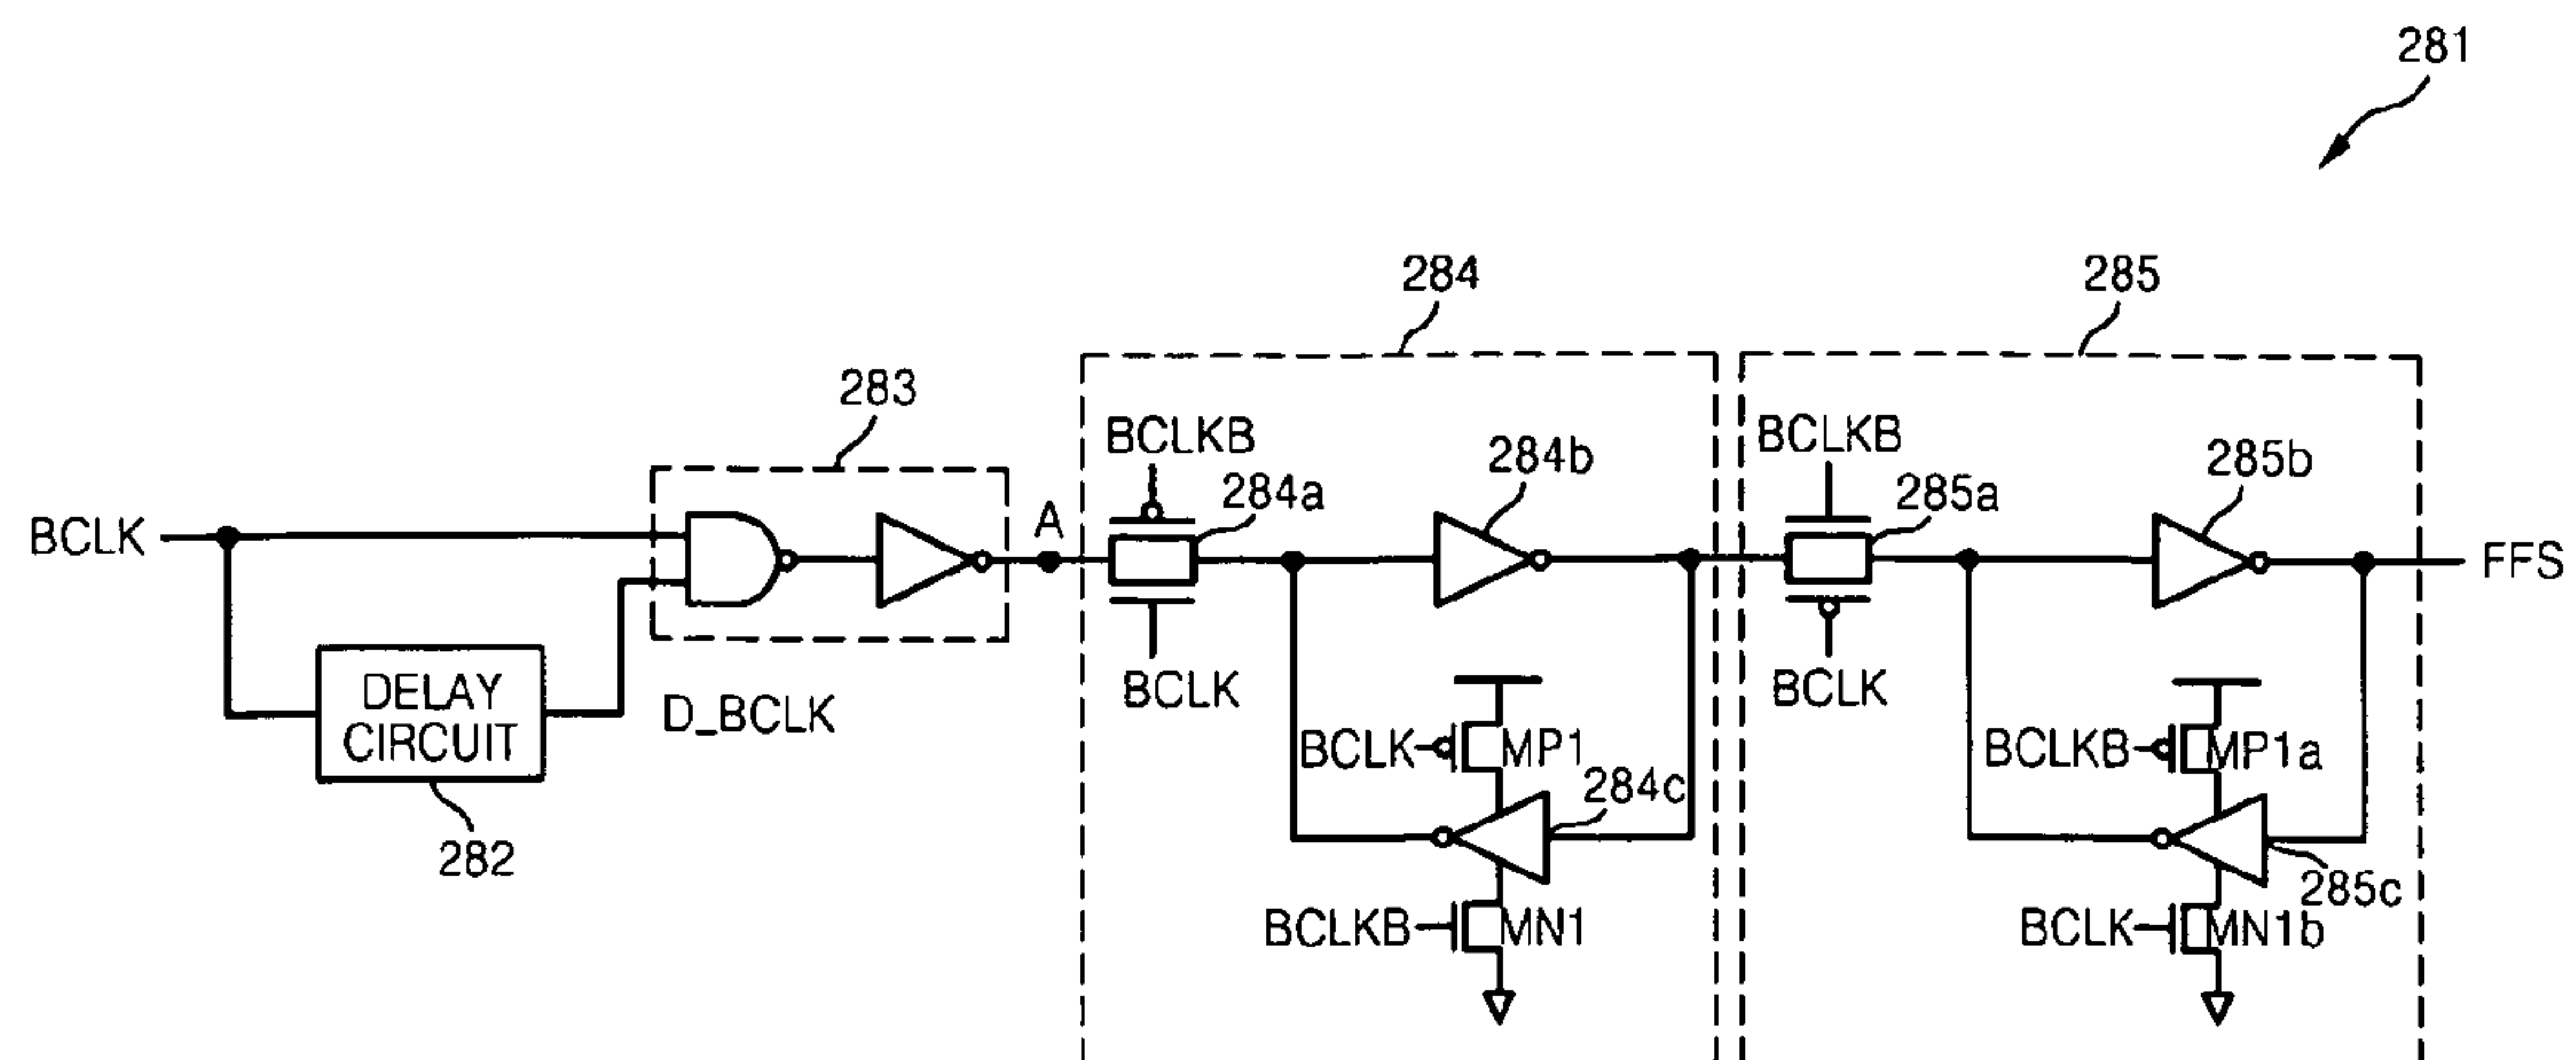 281
284
285
283
BCLKB
284a
284b
BCLKB
285a
285b
BCLK
A
FFS
DELAY
CIRCUIT
D_BCLK
BCLK
BCLK
282
BCLK
MP1
284c
BCLKB
MN1
BCLKB
MP1a
285c
BCLK
MN1b